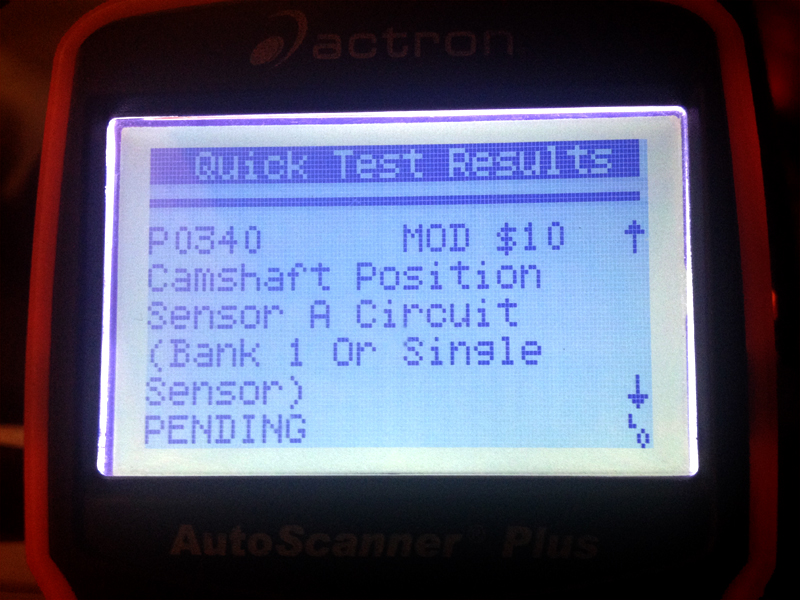 actron
Quick Test Results
P0340 MOD $10
Camshaft Position
Sensor A Circuit
(Bank 1 Or Single
Sensor)
PENDING
AutoScanner® Plus